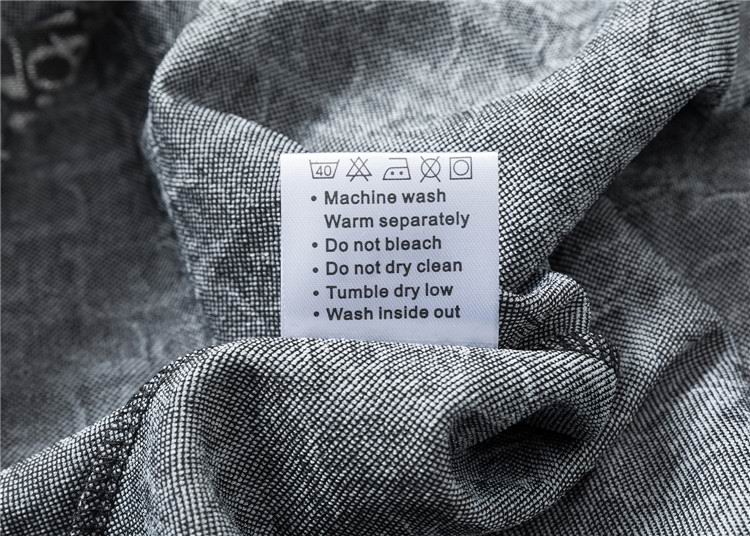 40
• Machine wash
Warm separately
• Do not bleach
• Do not dry clean
• Tumble dry low
• Wash inside out